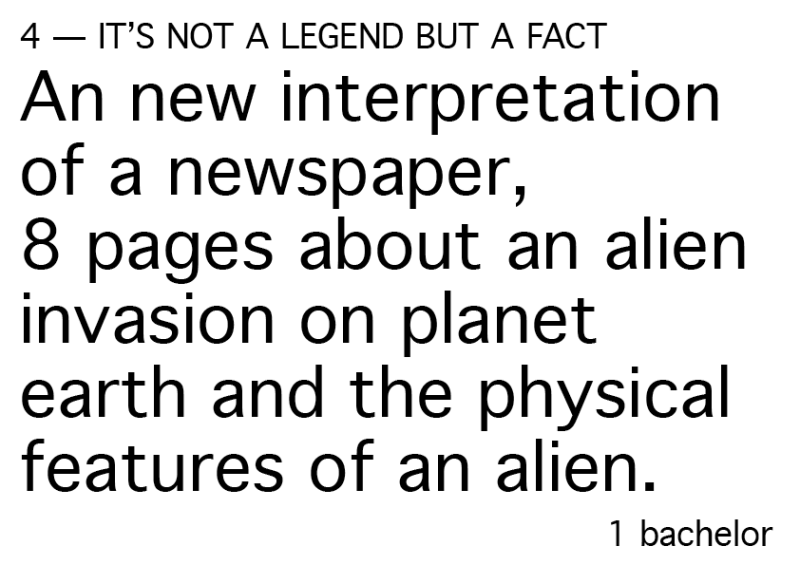 4 — IT’S NOT A LEGEND BUT A FACT
An new interpretation
of a newspaper,
8 pages about an alien
invasion on planet
earth and the physical
features of an alien.
1 bachelor